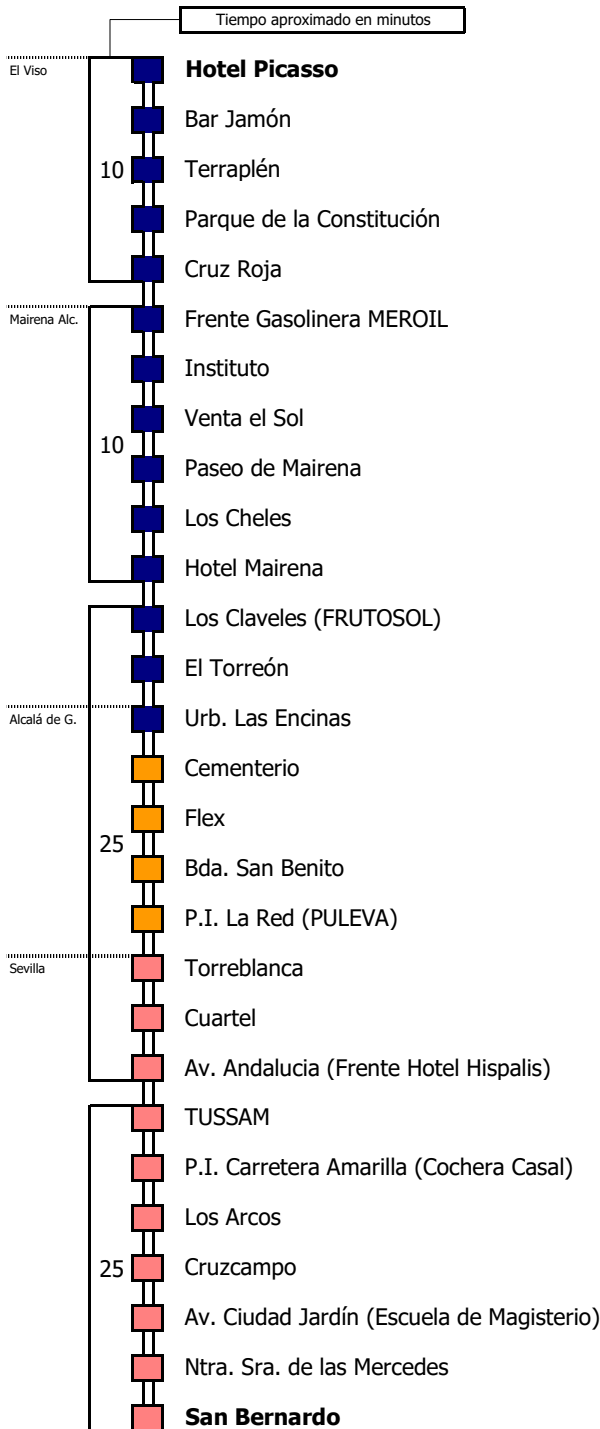 Tiempo aproximado en minutos
El Viso
Hotel Picasso
Bar Jamón
10
Terraplén
Parque de la Constitución
Cruz Roja
Mairena Alc.
Frente Gasolinera MEROIL
Instituto
Venta el Sol
10
Paseo de Mairena
Los Cheles
Hotel Mairena
Los Claveles (FRUTOSOL)
El Torreón
Alcalá de G.
Urb. Las Encinas
Cementerio
Flex
25
Bda. San Benito
P.I. La Red (PULEVA)
Sevilla
Torreblanca
Cuartel
Av. Andalucia (Frente Hotel Hispalis)
TUSSAM
P.I. Carretera Amarilla (Cochera Casal)
Los Arcos
25
Cruzcampo
Av. Ciudad Jardín (Escuela de Magisterio)
Ntra. Sra. de las Mercedes
San Bernardo